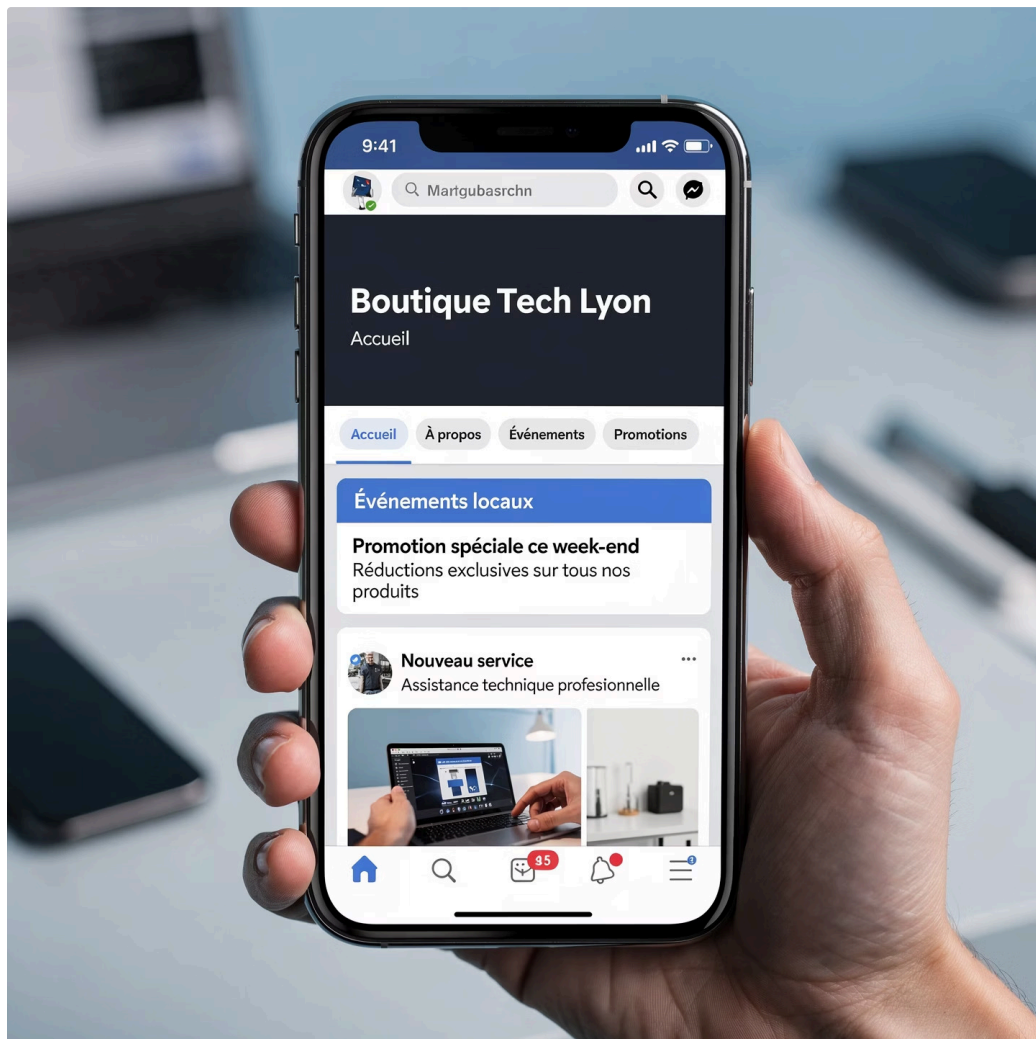 9:41
Martgubasrchn
Boutique Tech Lyon
Accueil
Accueil
À propos
Événements
Promotions
Événements locaux
Promotion spéciale ce week-end
Réductions exclusives sur tous nos
produits
Nouveau service
Assistance technique profesionnelle